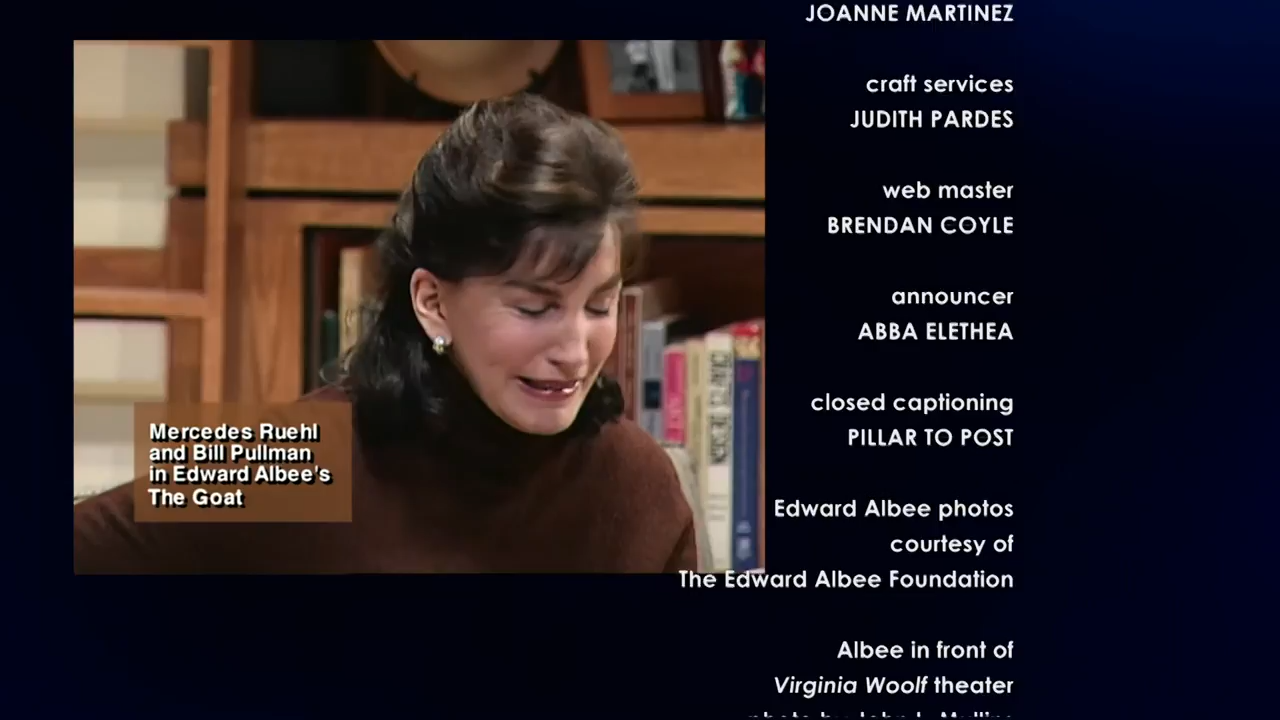 JOANNE MARTINEZ
craft services
JUDITH PARDES
web master
BRENDAN COYLE
announcer
ABBA ELETHEA
closed captioning
PILLAR TO POST
Edward Albee photos
courtesy of
The Edward Albee Foundation
Albee in front of
Virginia Woolf theater
Mercedes Ruehl
and Bill Pullman
in Edward Albee's
The Goat